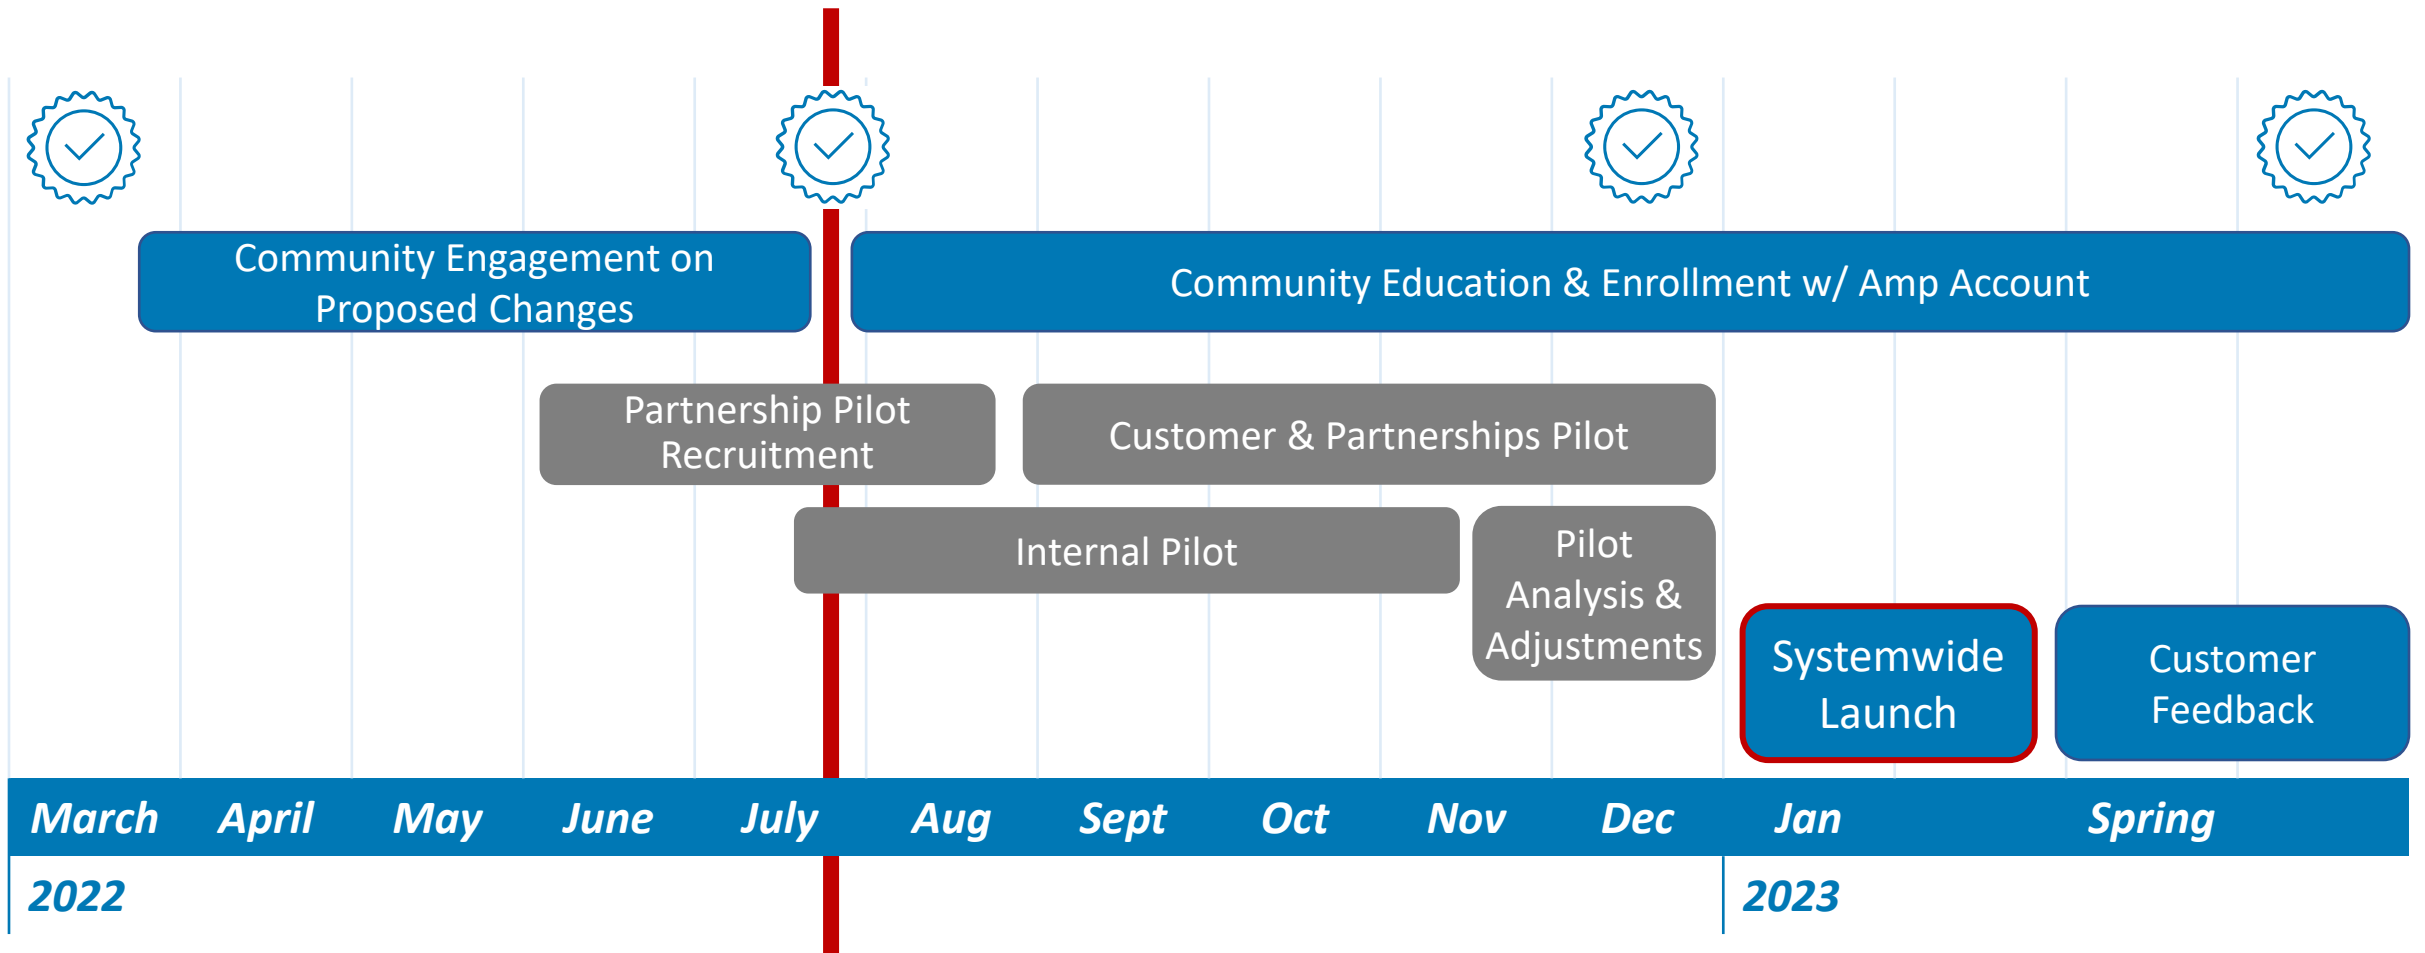 Community Engagement on
Proposed Changes
Community Education & Enrollment w/ Amp Account
Partnership Pilot
Recruitment
Customer & Partnerships Pilot
Internal Pilot
Pilot
Analysis &
Adjustments
Systemwide
Launch
Customer
Feedback
March April May June July Aug Sept Oct Nov Dec Jan Spring
2022 2023